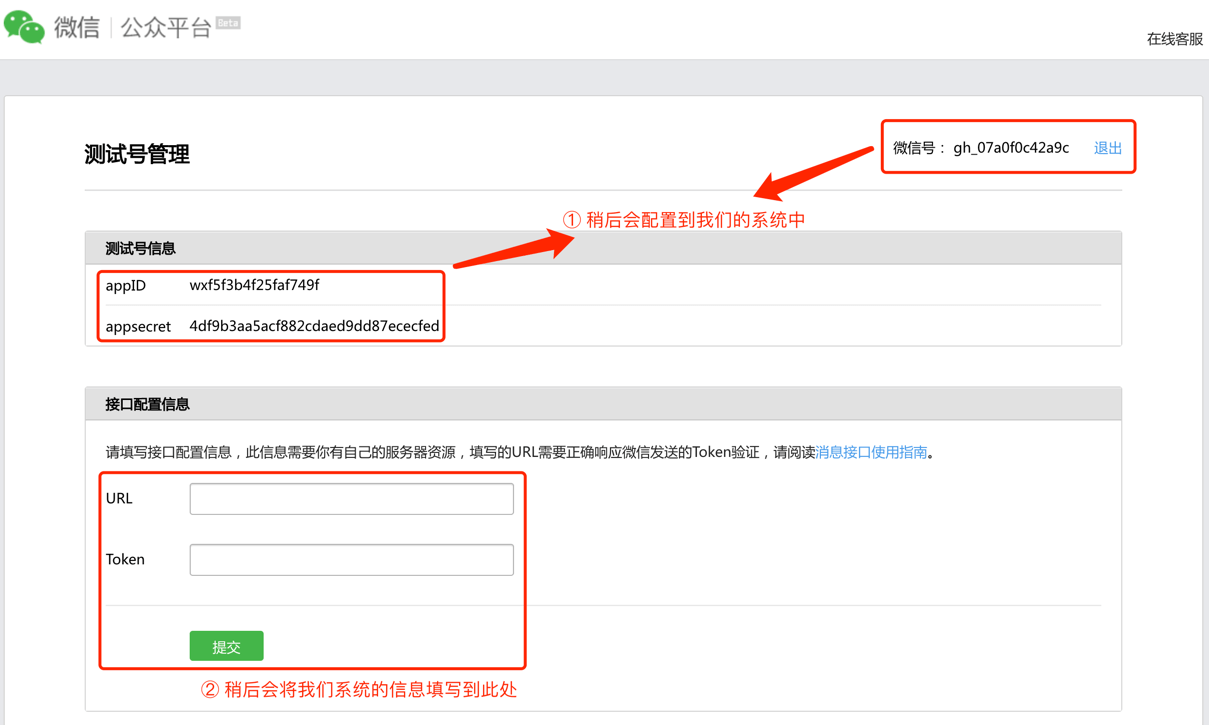 微信 | 公众平台 Beta
在线客服
测试号管理
微信号： gh_07a0f0c42a9c 退出
① 稍后会配置到我们的系统中
测试号信息
appID wxf5f3b4f25faf749f
appsecret 4df9b3aa5acf882cdaed9dd87ececfed
接口配置信息
请填写接口配置信息，此信息需要你有自己的服务器资源，填写的URL需要正确响应微信发送的Token验证，请阅读消息接口使用指南。
URL
Token
提交
② 稍后会将我们系统的信息填写到此处